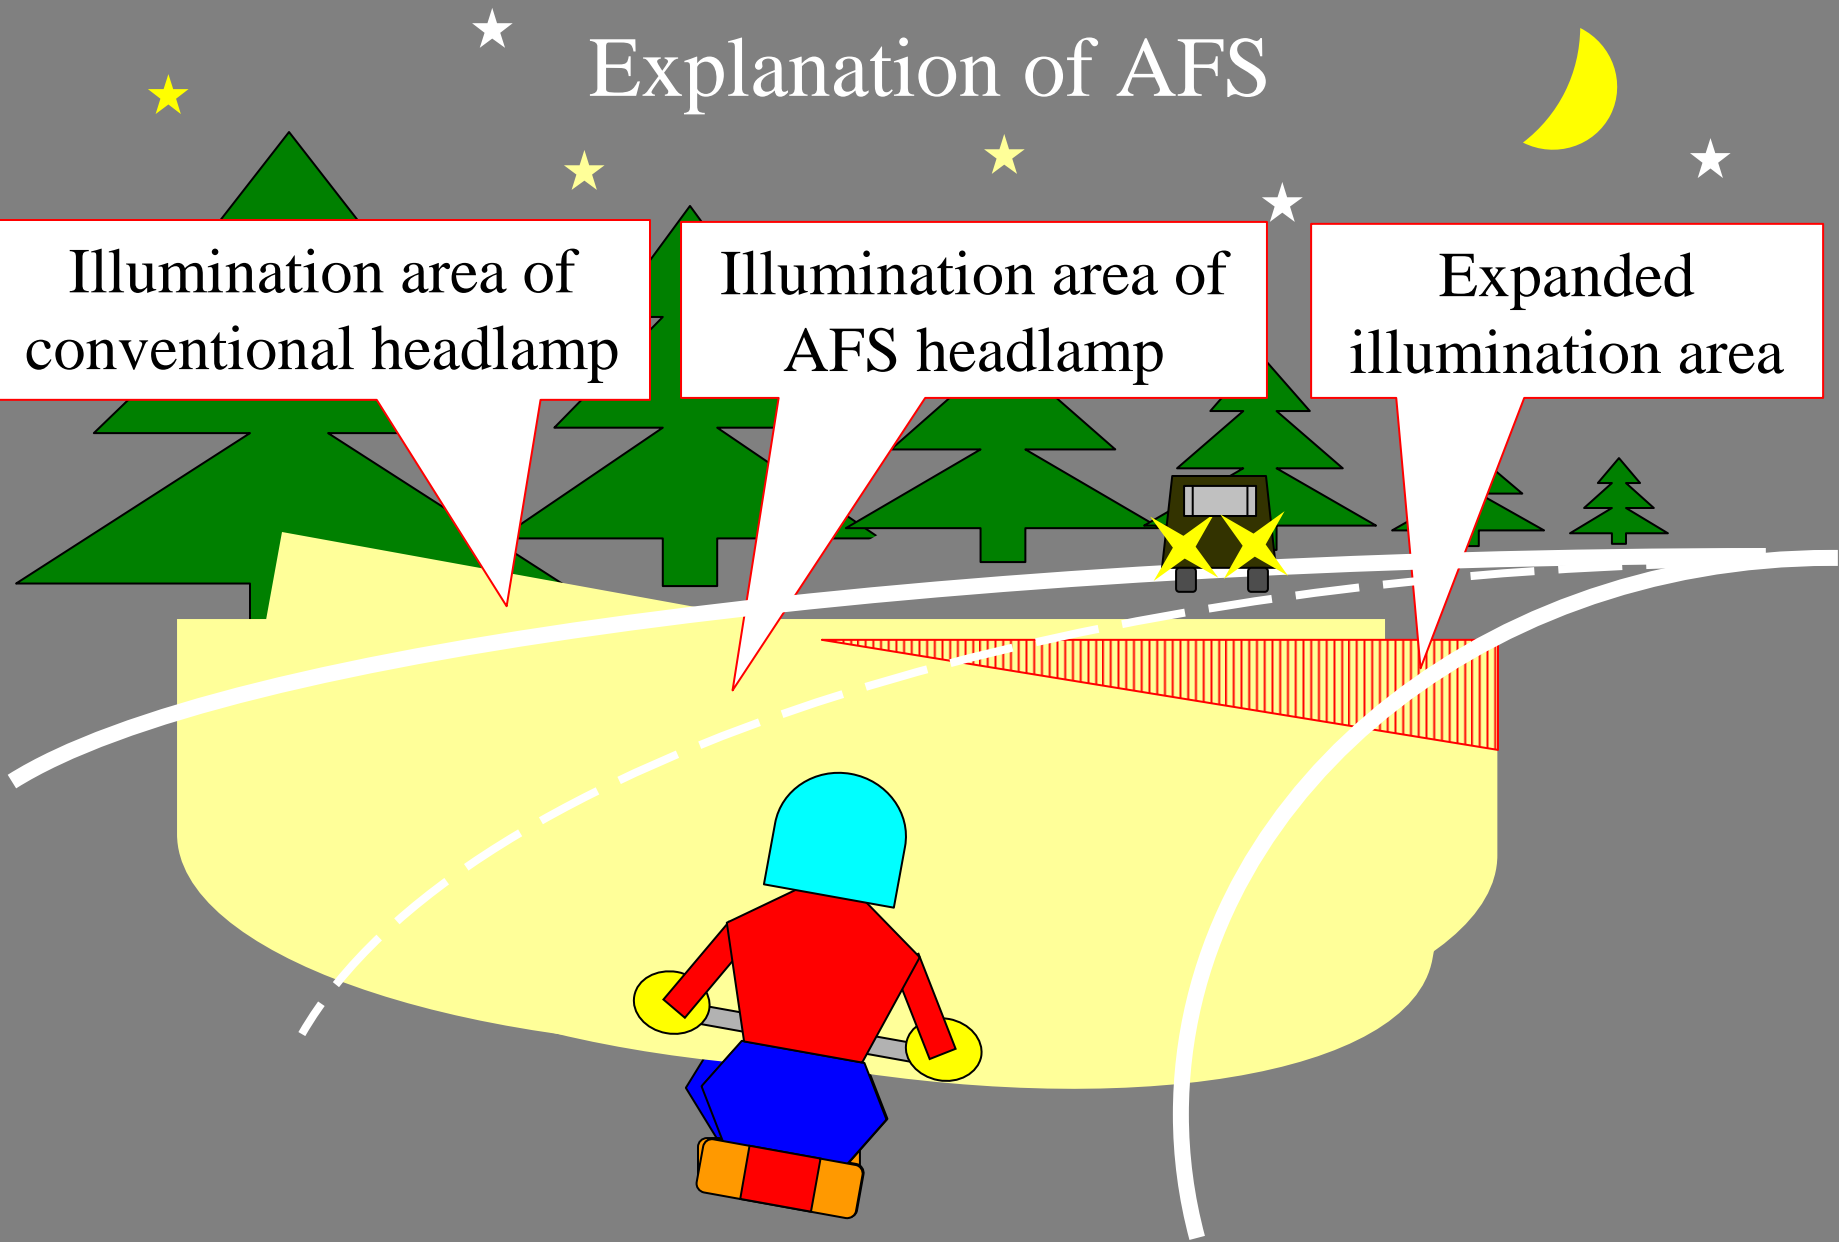 Explanation of AFS
Illumination area of
conventional headlamp
Illumination area of
AFS headlamp
Expanded
illumination area